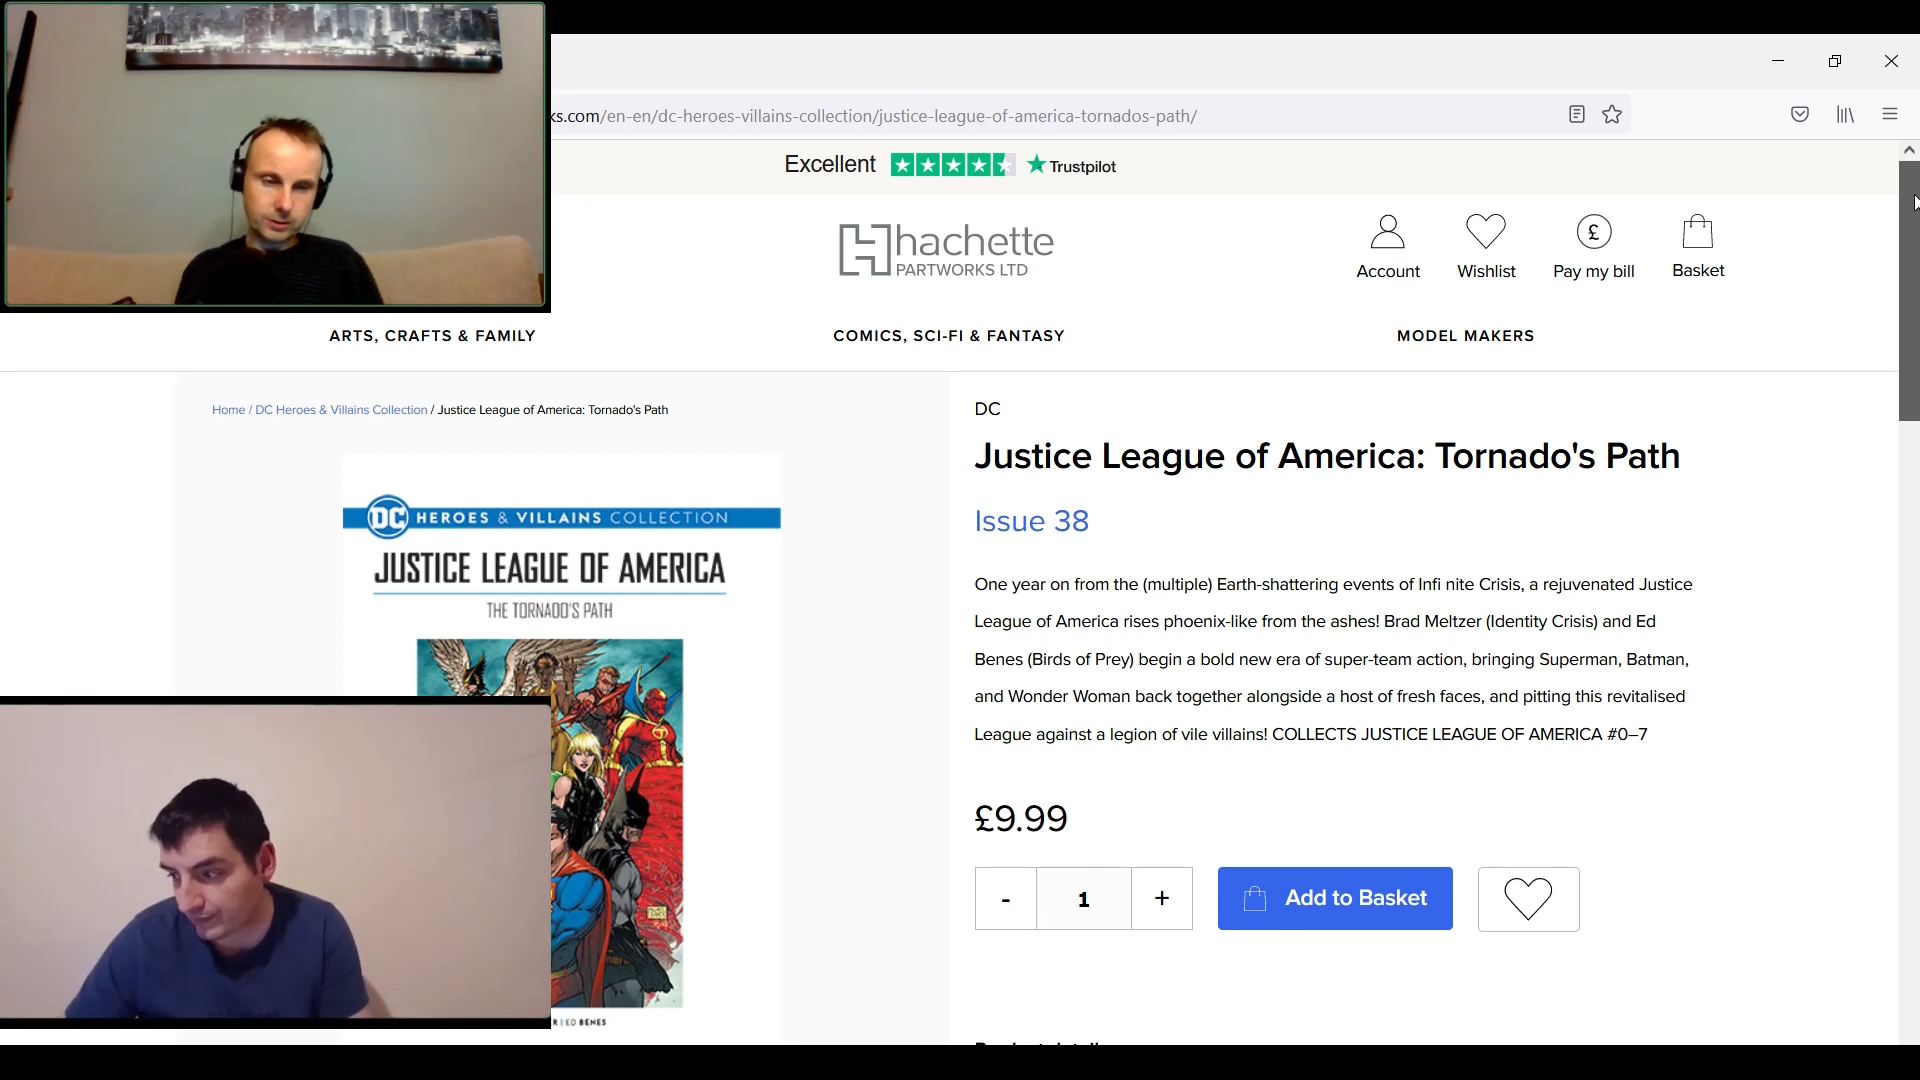 ks.com/en-en/dc-heroes-villains-collection/justice-league-of-america-tornados-path/
Excellent Trustpilot
hachette
PARTWORKS LTD
Account Wishlist £ Pay my bill Basket
ARTS, CRAFTS & FAMILY COMICS, SCI-FI & FANTASY MODEL MAKERS
Home / DC Heroes & Villains Collection / Justice League of America: Tornado's Path
DC HEROES & VILLAINS COLLECTION
JUSTICE LEAGUE OF AMERICA
THE TORNADO'S PATH
R | ED BENES
DC
Justice League of America: Tornado's Path
Issue 38
One year on from the (multiple) Earth-shattering events of Infi nite Crisis, a rejuvenated Justice
League of America rises phoenix-like from the ashes! Brad Meltzer (Identity Crisis) and Ed
Benes (Birds of Prey) begin a bold new era of super-team action, bringing Superman, Batman,
and Wonder Woman back together alongside a host of fresh faces, and pitting this revitalised
League against a legion of vile villains! COLLECTS JUSTICE LEAGUE OF AMERICA #0–7
£9.99
- 1 + Add to Basket